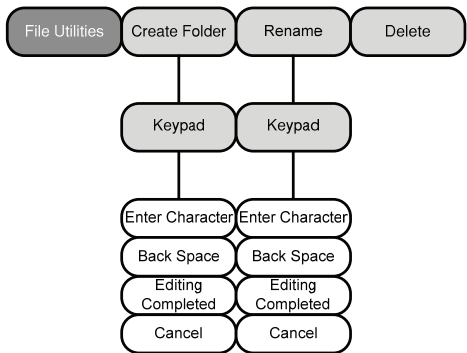 File Utilities
Create Folder
Rename
Delete
Keypad
Keypad
Enter Character
Enter Character
Back Space
Back Space
Editing
Completed
Editing
Completed
Cancel
Cancel